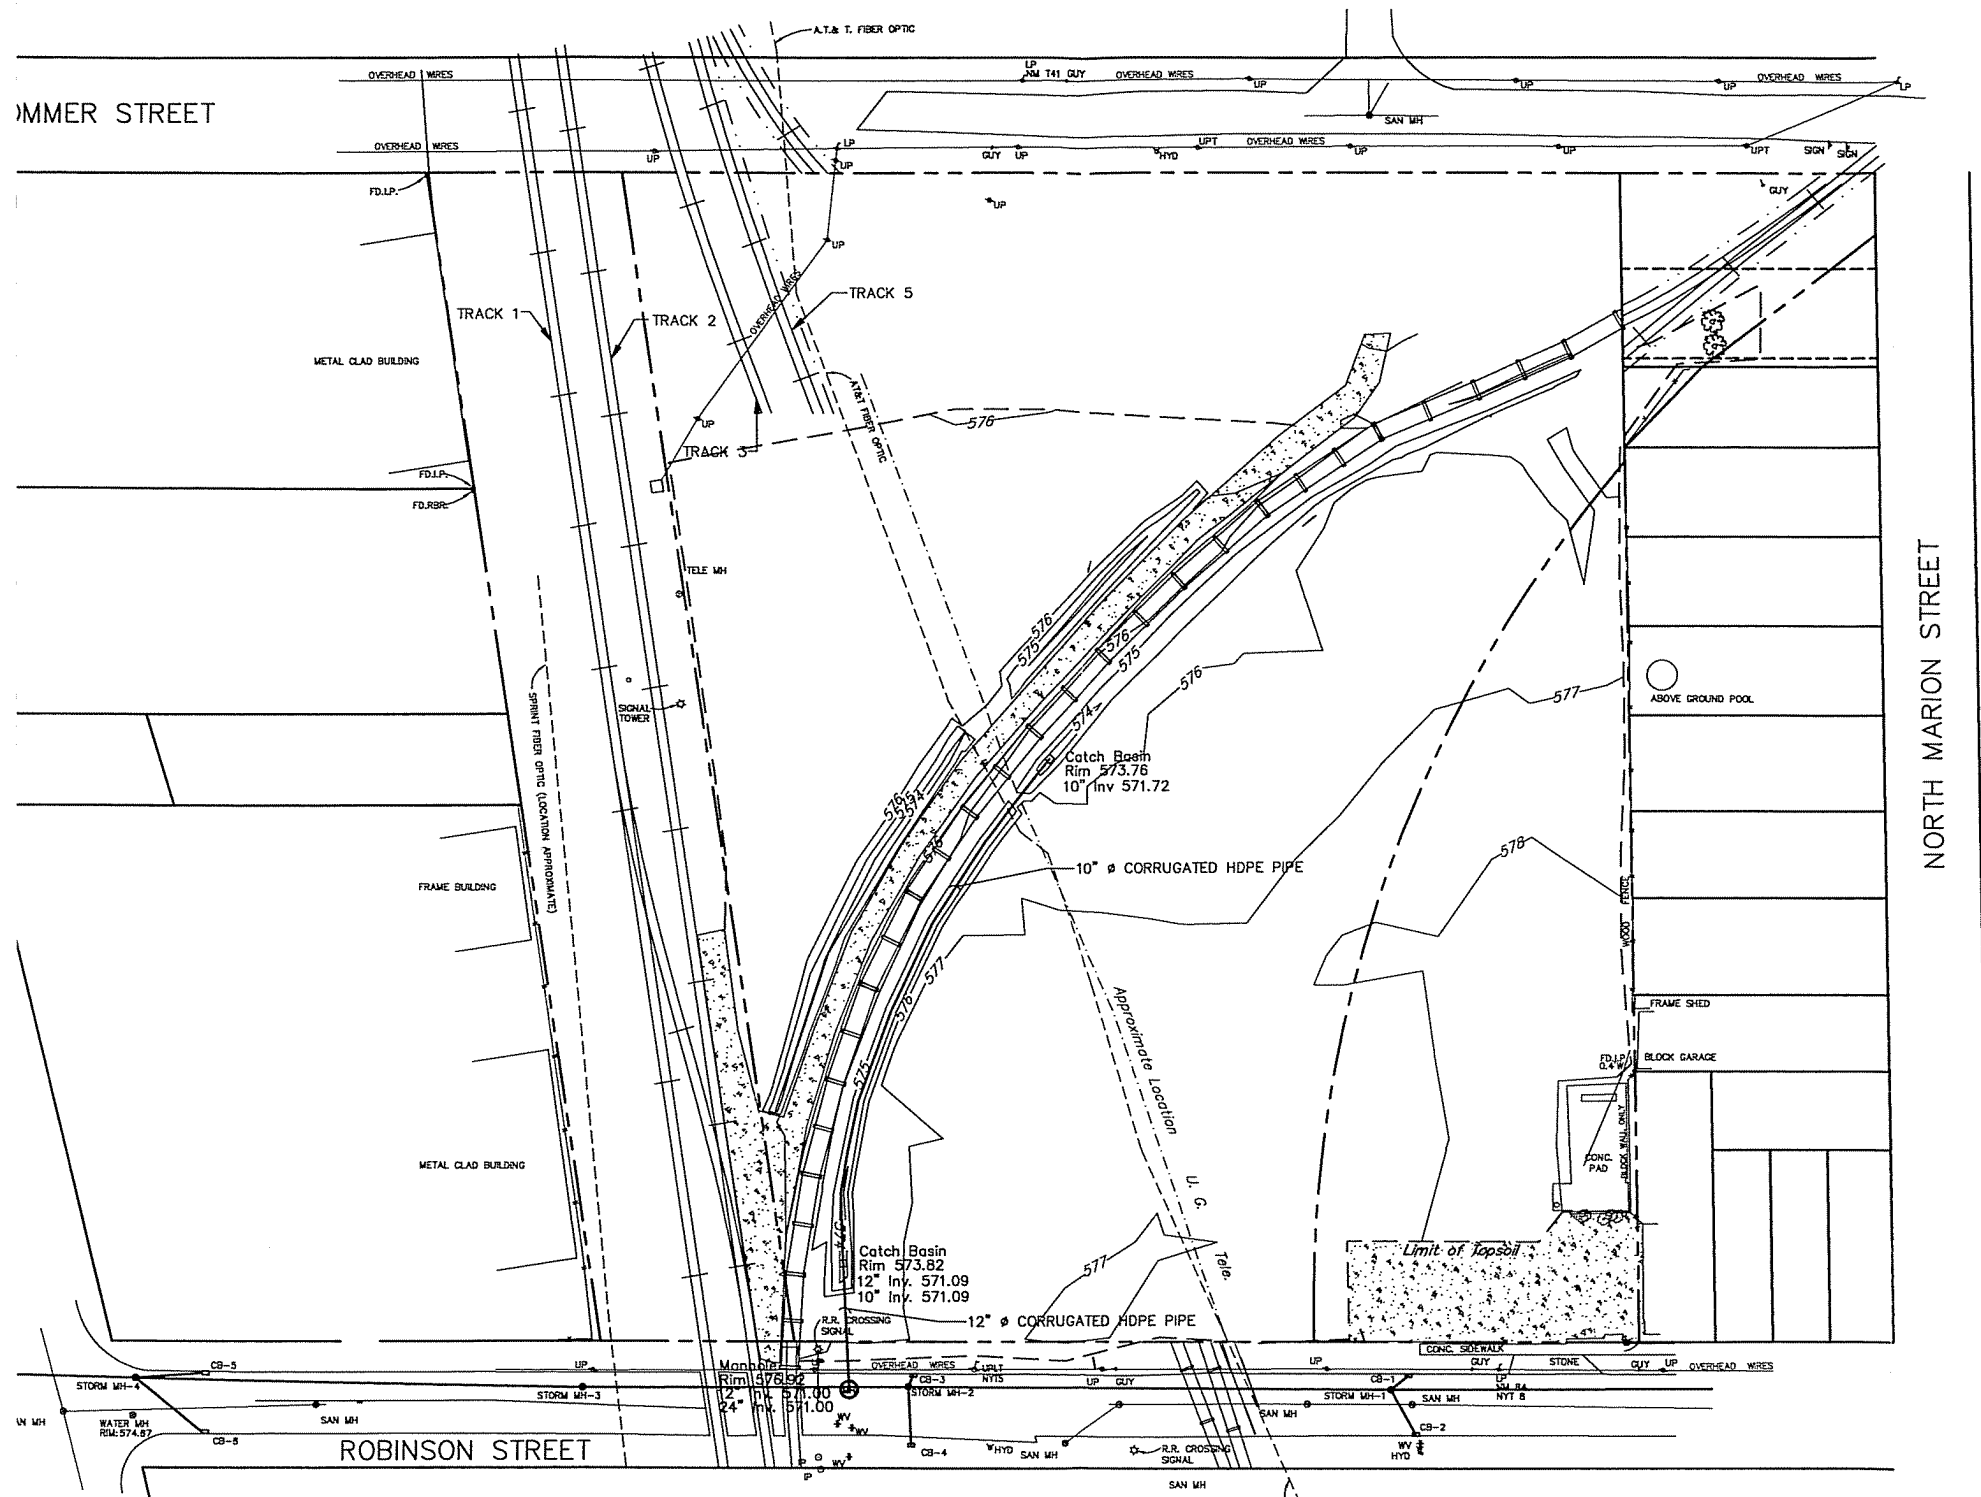 A.T.& T. FIBER OPTIC
OVERHEAD WIRES
LP
NM T41 GUY
OVERHEAD WIRES
UP
UP
UP
OVERHEAD WIRES
LP
OMMER STREET
SAN MH
OVERHEAD WIRES
UP
LP
UP
GUY
UP
HYD
UPT
OVERHEAD WIRES
UP
UP
UPT
SIGN
SIGN
FD.I.P.
UP
GUY
UP
OVERHEAD WIRES
TRACK 1
TRACK 2
TRACK 5
METAL CLAD BUILDING
AT&T FIBER OPTIC
UP
576
TRACK 3
FD.I.P.
FD.RBR.
TELE MH
NORTH MARION STREET
576
575
576
575
576
577
SPRINT FIBER OPTIC (LOCATION APPROXIMATE)
SIGNAL
TOWER
ABOVE GROUND POOL
574
Catch Basin
Rim 573.76
10" Inv 571.72
576
575
574
576
578
10" ø CORRUGATED HDPE PIPE
FRAME BUILDING
WOOD FENCE
577
576
575
Approximate Location U. G. Tele.
FRAME SHED
FD.I.P.
0.4'W.
BLOCK GARAGE
BLOCK WALL ONLY
CONC.
PAD
METAL CLAD BUILDING
574
Catch Basin
Rim 573.82
12" Inv. 571.09
10" Inv. 571.09
577
Limit of Topsoil
12" ø CORRUGATED HDPE PIPE
R.R. CROSSING
SIGNAL
CONC. SIDEWALK
CB-5
UP
Manhole
Rim 576.92
12" Inv. 571.00
24" Inv. 571.00
OVERHEAD WIRES
UPLT
NYT5
UP
GUY
UP
GUY
UP
STONE
GUY
UP
OVERHEAD WIRES
STORM MH-4
STORM MH-3
CB-3
STORM MH-2
CB-1
STORM MH-1
LP
NM 84
NYT 6
SAN MH
WATER MH
RIM:574.67
SAN MH
SAN MH
CB-6
WV
WV
WV
CB-4
HYD
SAN MH
SAN MH
CB-2
WV
HYD
ROBINSON STREET
IP
IP
R.R. CROSSING
SIGNAL
SAN MH